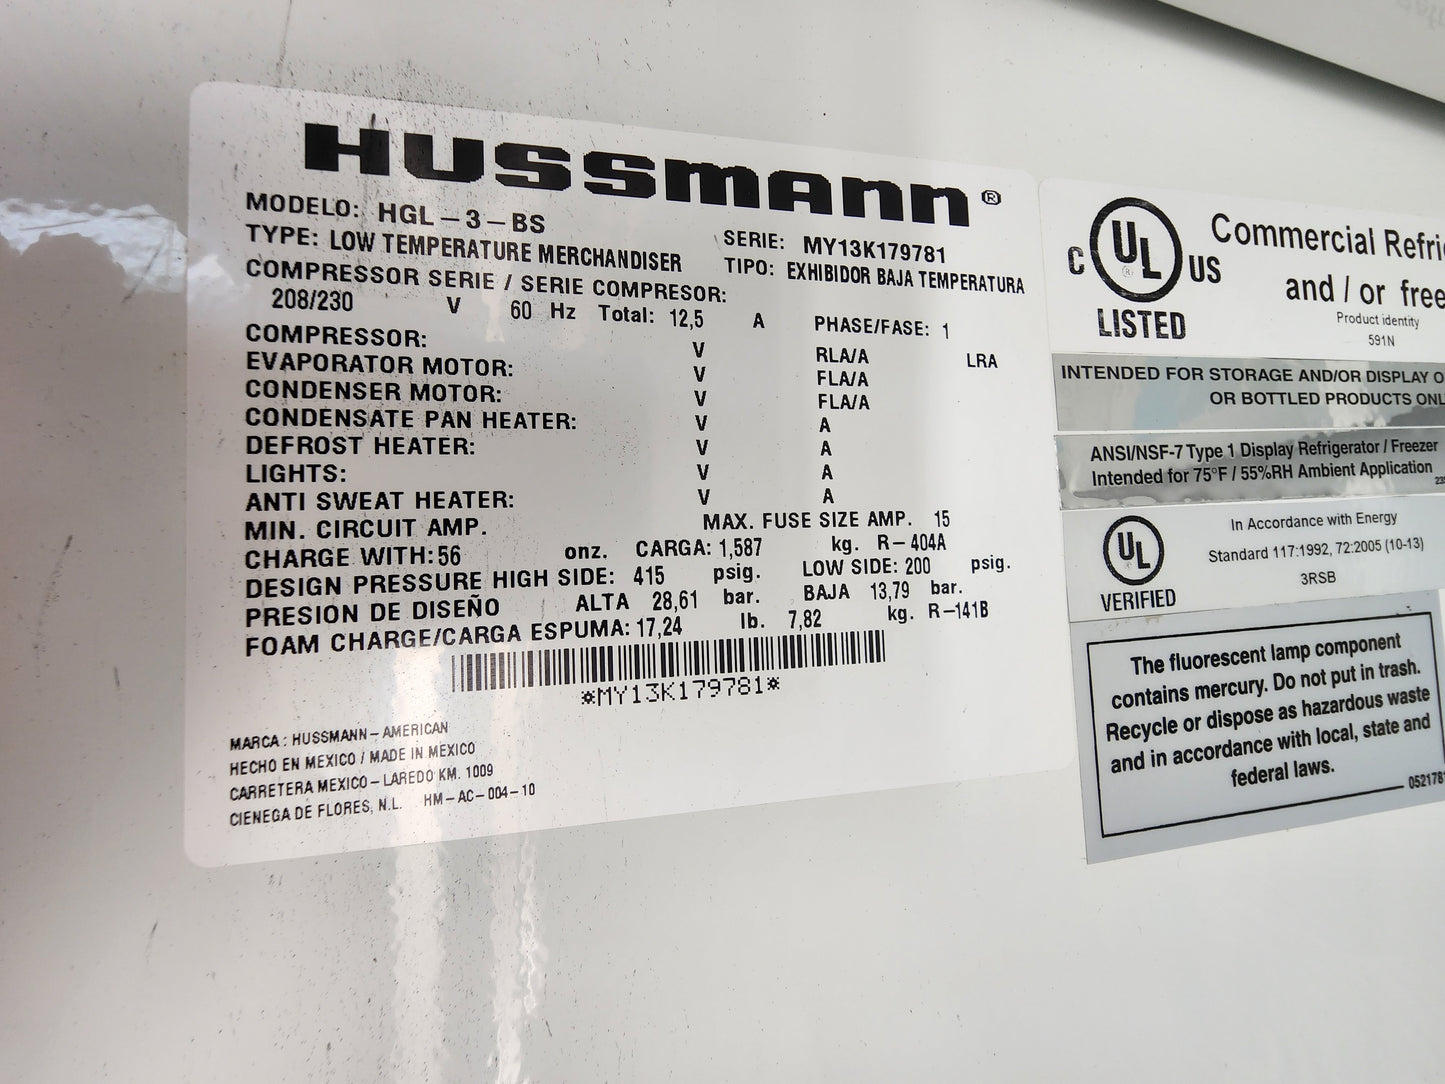 HUSSMANN®
MODELO: HGL-3-BS
SERIE: MY13K179781
TYPE: LOW TEMPERATURE MERCHANDISER
TIPO: EXHIBIDOR BAJA TEMPERATURA
COMPRESSOR SERIE / SERIE COMPRESOR:
208/230 V 60 Hz Total: 12,5 A PHASE/FASE: 1
COMPRESSOR: V RLA/A LRA
EVAPORATOR MOTOR: V FLA/A
CONDENSER MOTOR: V FLA/A
CONDENSATE PAN HEATER: V A
DEFROST HEATER: V A
LIGHTS: V A
ANTI SWEAT HEATER: V A
MIN. CIRCUIT AMP. MAX. FUSE SIZE AMP. 15
CHARGE WITH: 56 onz. CARGA: 1,587 kg. R-404A
DESIGN PRESSURE HIGH SIDE: 415 psig. LOW SIDE: 200 psig.
PRESION DE DISEÑO ALTA 28,61 bar. BAJA 13,79 bar.
FOAM CHARGE/CARGA ESPUMA: 17,24 lb. 7,82 kg. R-141B
*MY13K179781*
MARCA: HUSSMANN-AMERICAN
HECHO EN MEXICO / MADE IN MEXICO
CARRETERA MEXICO-LAREDO KM. 1009
CIENEGA DE FLORES, N.L. HM-AC-004-10
C UL® US
LISTED
Commercial Refri
and / or free
Product identity
591N
INTENDED FOR STORAGE AND/OR DISPLAY O
OR BOTTLED PRODUCTS ONL
ANSI/NSF-7 Type 1 Display Refrigerator / Freezer
Intended for 75°F / 55%RH Ambient Application
UL
VERIFIED
In Accordance with Energy
Standard 117:1992, 72:2005 (10-13)
3RSB
The fluorescent lamp component
contains mercury. Do not put in trash.
Recycle or dispose as hazardous waste
and in accordance with local, state and
federal laws.
052178